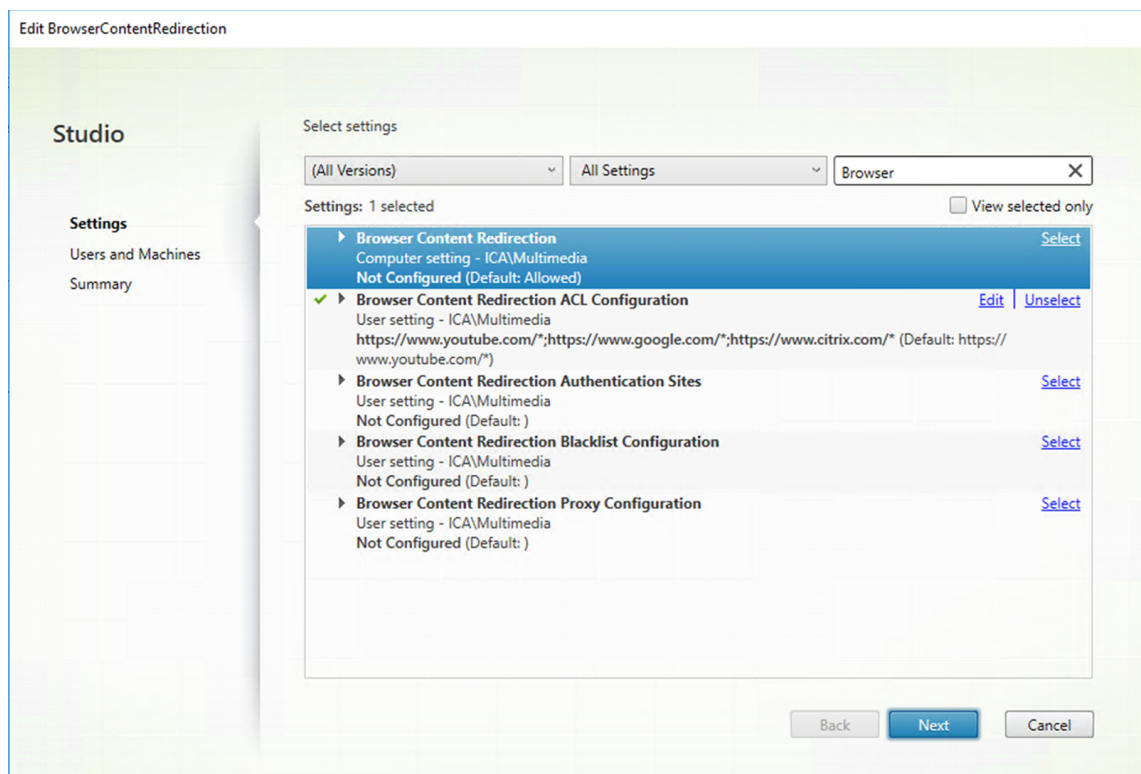 Edit BrowserContentRedirection
Studio
Settings
Users and Machines
Summary
Select settings
(All Versions)
All Settings
Browser
Settings: 1 selected
View selected only
Browser Content Redirection
Select
Computer setting - ICA\Multimedia
Not Configured (Default: Allowed)
Browser Content Redirection ACL Configuration
Edit | Unselect
User setting - ICA\Multimedia
https://www.youtube.com/*;https://www.google.com/*;https://www.citrix.com/* (Default: https://
www.youtube.com/*)
Browser Content Redirection Authentication Sites
Select
User setting - ICA\Multimedia
Not Configured (Default: )
Browser Content Redirection Blacklist Configuration
Select
User setting - ICA\Multimedia
Not Configured (Default: )
Browser Content Redirection Proxy Configuration
Select
User setting - ICA\Multimedia
Not Configured (Default: )
Back
Next
Cancel